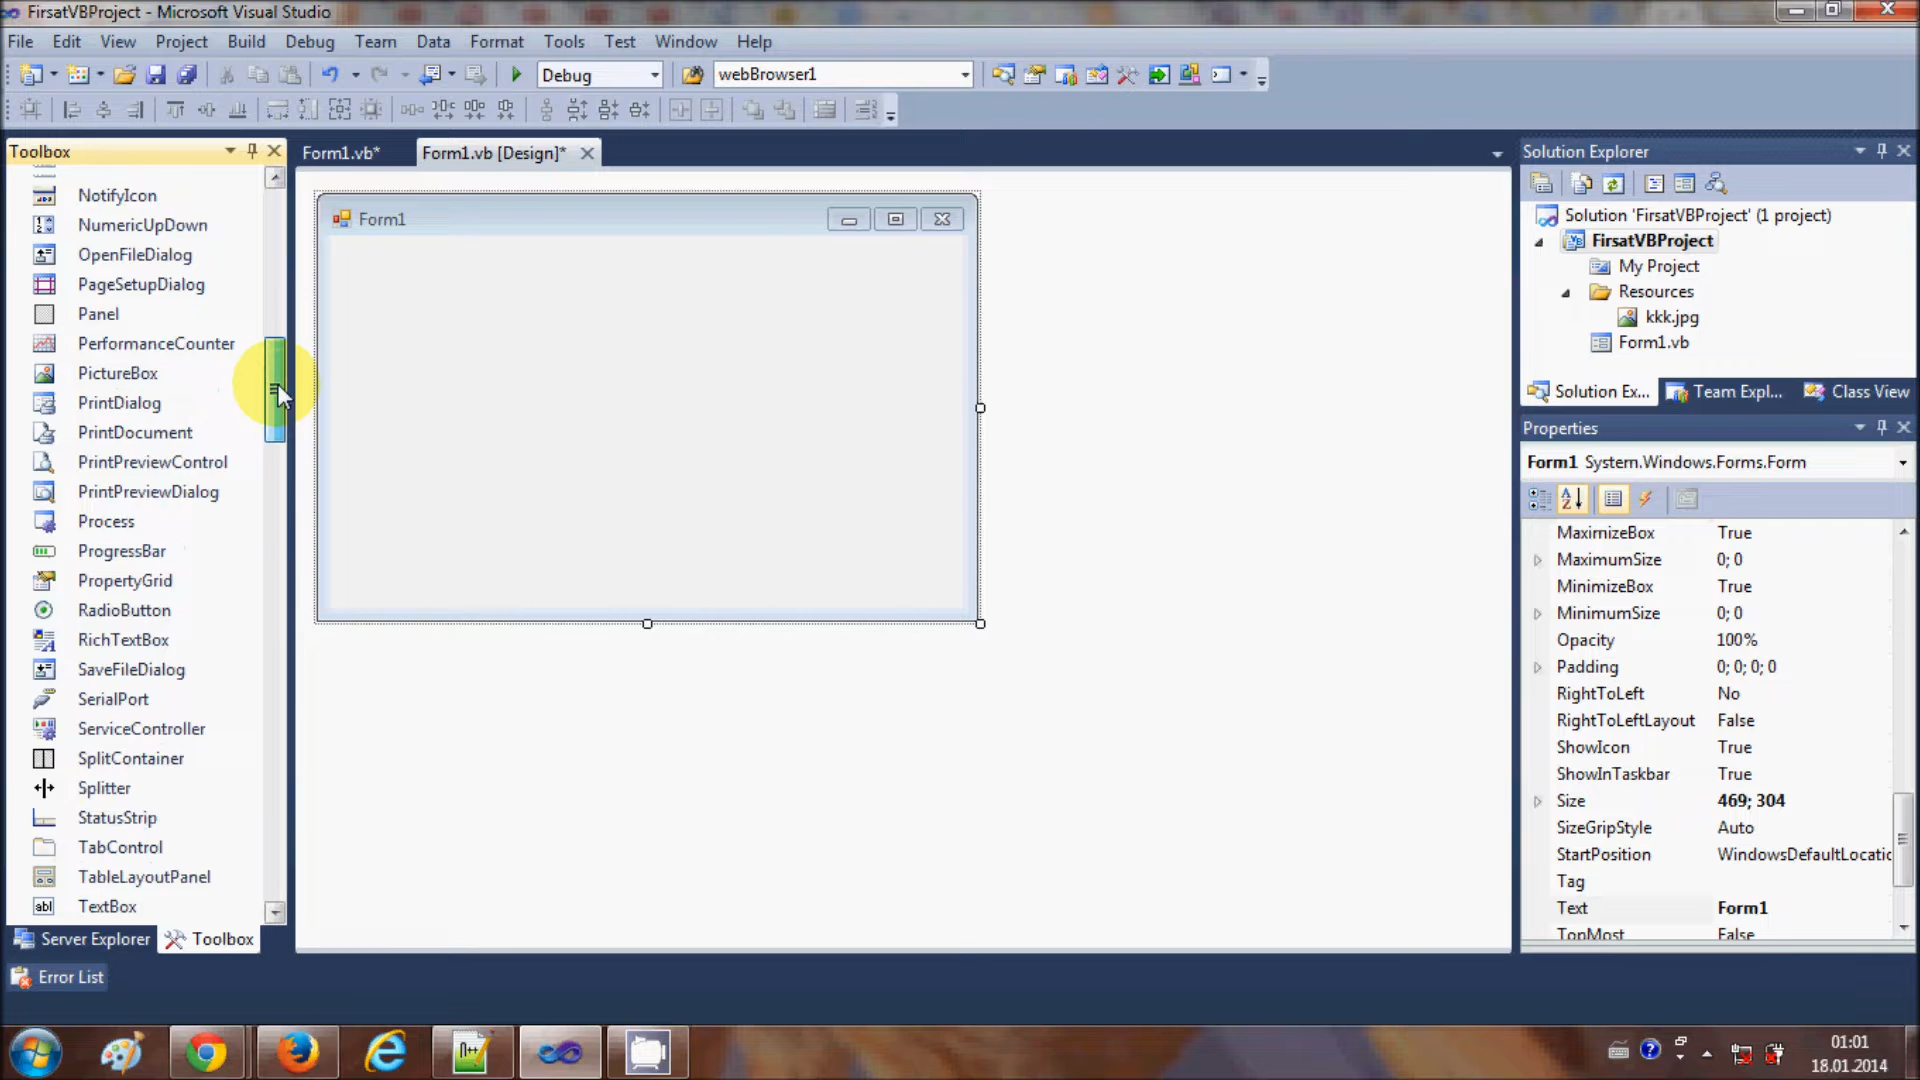 FirsatVBProject - Microsoft Visual Studio
File Edit View Project Build Debug Team Data Format Tools Test Window Help
Debug webBrowser1
Toolbox
Form1.vb* Form1.vb [Design]*
Solution Explorer
NotifyIcon
NumericUpDown
OpenFileDialog
PageSetupDialog
Panel
PerformanceCounter
PictureBox
PrintDialog
PrintDocument
PrintPreviewControl
PrintPreviewDialog
Process
ProgressBar
PropertyGrid
RadioButton
RichTextBox
SaveFileDialog
SerialPort
ServiceController
SplitContainer
Splitter
StatusStrip
TabControl
TableLayoutPanel
abl TextBox
Server Explorer Toolbox
Error List
Form1
Solution 'FirsatVBProject' (1 project)
FirsatVBProject
My Project
Resources
kkk.jpg
Form1.vb
Solution Ex... Team Expl... Class View
Properties
Form1 System.Windows.Forms.Form
MaximizeBox True
MaximumSize 0; 0
MinimizeBox True
MinimumSize 0; 0
Opacity 100%
Padding 0; 0; 0; 0
RightToLeft No
RightToLeftLayout False
ShowIcon True
ShowInTaskbar True
Size 469; 304
SizeGripStyle Auto
StartPosition WindowsDefaultLocatic
Tag
Text Form1
TopMost False
01:01
18.01.2014